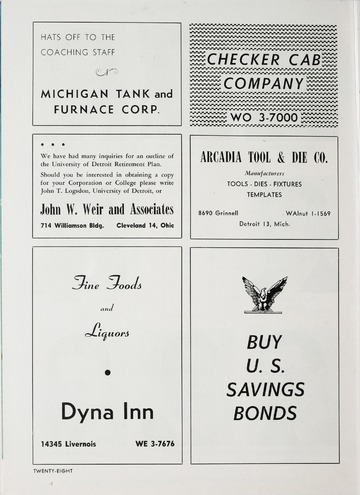 HATS OFF TO THE
COACHING STAFF
MICHIGAN TANK and
FURNACE CORP.
CHECKER CAB
COMPANY
WO 3-7000
We have had many inquiries for an outline of
the University of Detroit Retirement Plan.
Should you be interested in obtaining a copy
for your Corporation or College please write
John T. Logsdon, University of Detroit, or
John W. Weir and Associates
714 Williamson Bldg. Cleveland 14, Ohio
ARCADIA TOOL & DIE CO.
Manufacturers
TOOLS - DIES - FIXTURES
TEMPLATES
8690 Grinnell WAlnut 1-1569
Detroit 13, Mich.
Fine Foods
and
Liquors
Dyna Inn
14345 Livernois WE 3-7676
BUY
U. S.
SAVINGS
BONDS
TWENTY-EIGHT